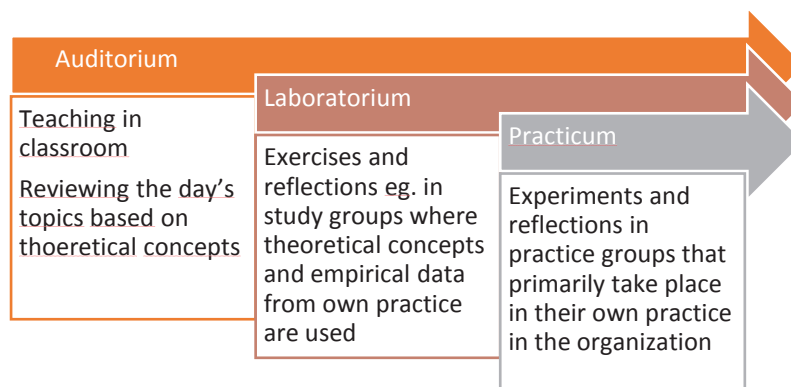 Auditorium
Teaching in
classroom
Reviewing the day's
topics based on
thoeretical concepts
Laboratorium
Exercises and
reflections eg. in
study groups where
theoretical concepts
and empirical data
from own practice
are used
Practicum
Experiments and
reflections in
practice groups that
primarily take place
in their own practice
in the organization